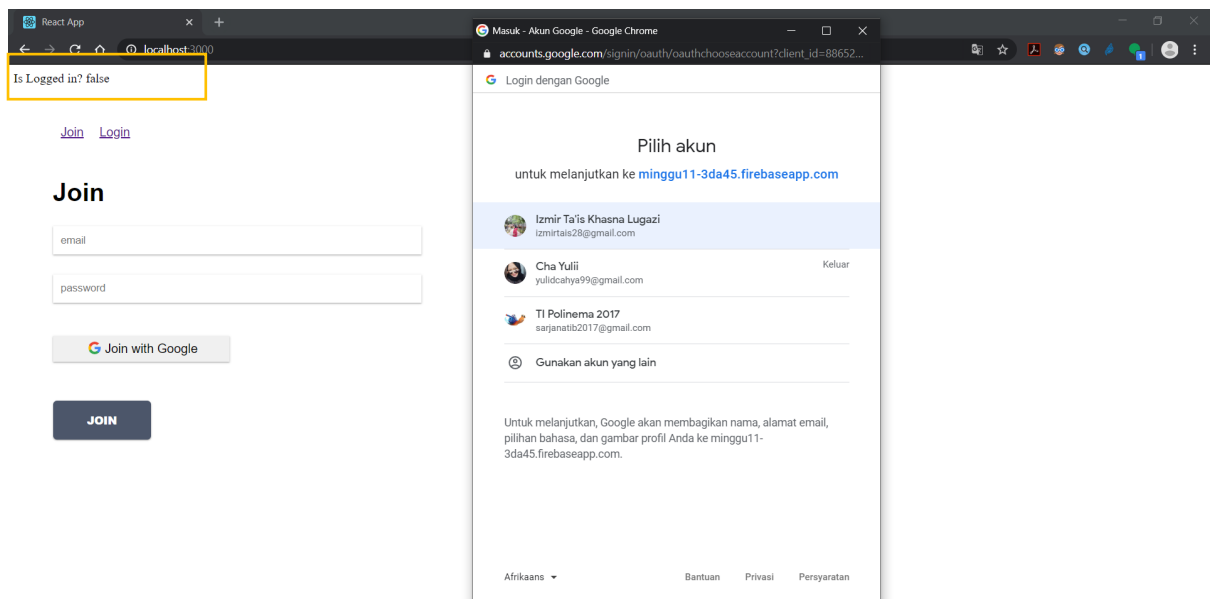 React App
localhost:3000
Is Logged in? false
Join Login
Join
email
password
Join with Google
JOIN
Masuk - Akun Google - Google Chrome
accounts.google.com/signin/oauth/oauthchooseaccount?client_id=88652...
Login dengan Google
Pilih akun
untuk melanjutkan ke minggu11-3da45.firebaseapp.com
Izmir Ta'is Khasna Lugazi
izmirtais28@gmail.com
Cha Yulii
Keluar
yulidcahya99@gmail.com
TI Polinema 2017
sarjanatib2017@gmail.com
Gunakan akun yang lain
Untuk melanjutkan, Google akan membagikan nama, alamat email,
pilihan bahasa, dan gambar profil Anda ke minggu11-
3da45.firebaseapp.com.
Afrikaans
Bantuan Privasi Persyaratan
1